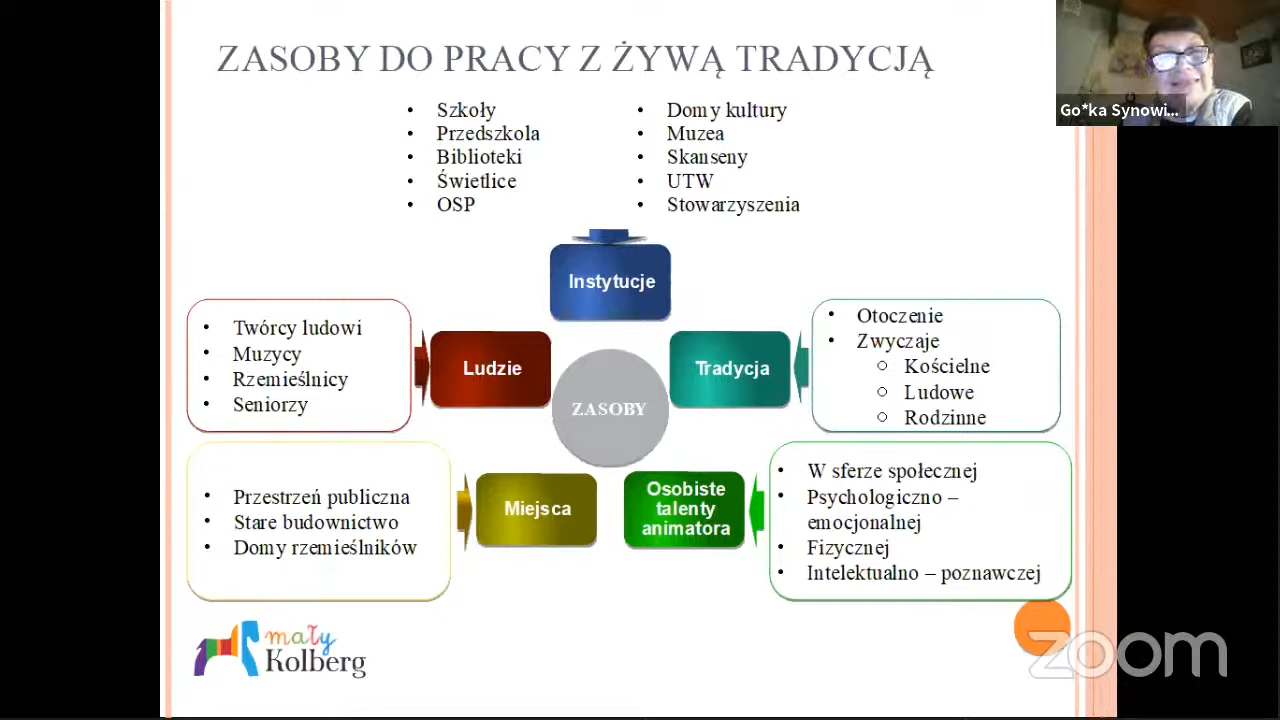 ZASOBY DO PRACY Z ŻYWĄ TRADYCJĄ
Go*ka Synowi...
• Szkoły
• Przedszkola
• Biblioteki
• Świetlice
• OSP
• Domy kultury
• Muzea
• Skanseny
• UTW
• Stowarzyszenia
Instytucje
• Twórcy ludowi
• Muzycy
• Rzemieślnicy
• Seniorzy
Ludzie
ZASOBY
Tradycja
• Otoczenie
• Zwyczaje
○ Kościelne
○ Ludowe
○ Rodzinne
• Przestrzeń publiczna
• Stare budownictwo
• Domy rzemieślników
Miejsca
Osobiste
talenty
animatora
• W sferze społecznej
• Psychologiczno –
emocjonalnej
• Fizycznej
• Intelektualno – poznawczej
mały
Kolberg
zoom